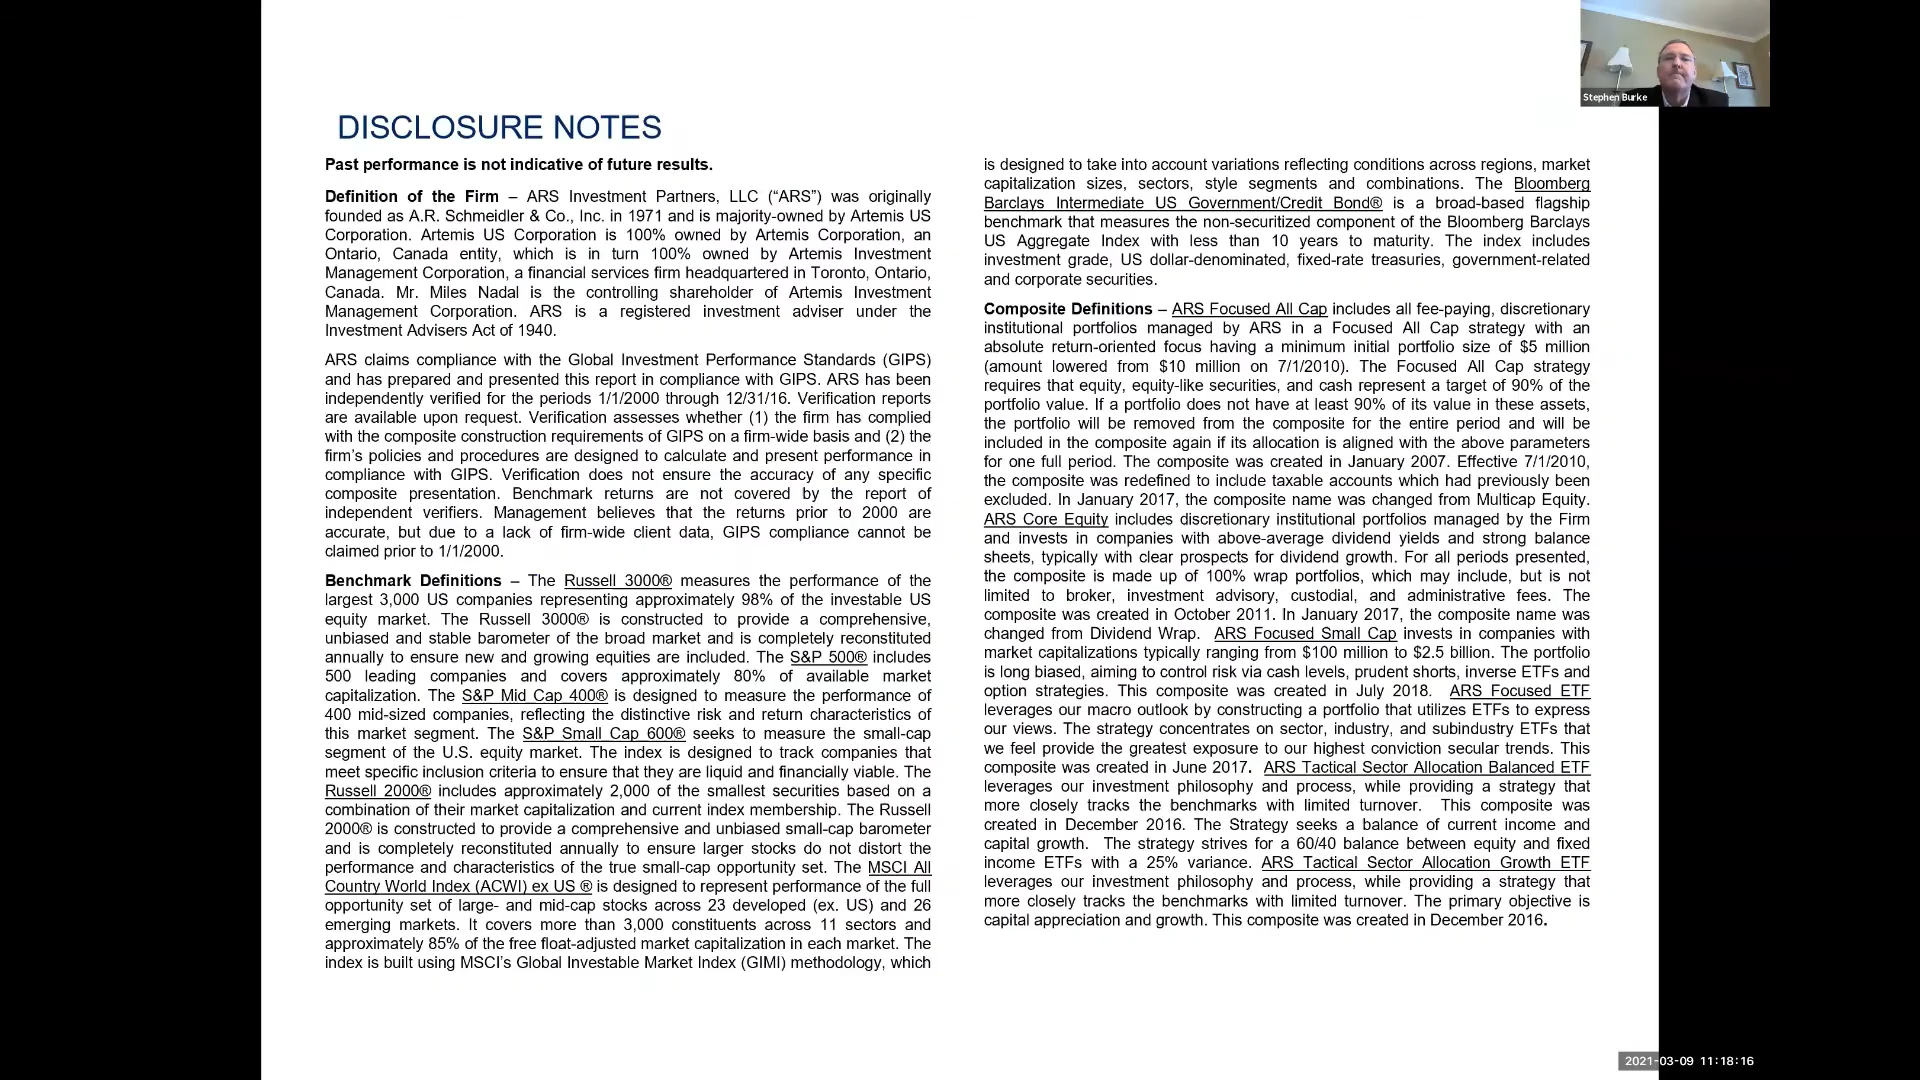 Stephen Burke
DISCLOSURE NOTES
Past performance is not indicative of future results.
Definition of the Firm – ARS Investment Partners, LLC (“ARS”) was originally
founded as A.R. Schmeidler & Co., Inc. in 1971 and is majority-owned by Artemis US
Corporation. Artemis US Corporation is 100% owned by Artemis Corporation, an
Ontario, Canada entity, which is in turn 100% owned by Artemis Investment
Management Corporation, a financial services firm headquartered in Toronto, Ontario,
Canada. Mr. Miles Nadal is the controlling shareholder of Artemis Investment
Management Corporation. ARS is a registered investment adviser under the
Investment Advisers Act of 1940.
ARS claims compliance with the Global Investment Performance Standards (GIPS)
and has prepared and presented this report in compliance with GIPS. ARS has been
independently verified for the periods 1/1/2000 through 12/31/16. Verification reports
are available upon request. Verification assesses whether (1) the firm has complied
with the composite construction requirements of GIPS on a firm-wide basis and (2) the
firm’s policies and procedures are designed to calculate and present performance in
compliance with GIPS. Verification does not ensure the accuracy of any specific
composite presentation. Benchmark returns are not covered by the report of
independent verifiers. Management believes that the returns prior to 2000 are
accurate, but due to a lack of firm-wide client data, GIPS compliance cannot be
claimed prior to 1/1/2000.
Benchmark Definitions – The Russell 3000® measures the performance of the
largest 3,000 US companies representing approximately 98% of the investable US
equity market. The Russell 3000® is constructed to provide a comprehensive,
unbiased and stable barometer of the broad market and is completely reconstituted
annually to ensure new and growing equities are included. The S&P 500® includes
500 leading companies and covers approximately 80% of available market
capitalization. The S&P Mid Cap 400® is designed to measure the performance of
400 mid-sized companies, reflecting the distinctive risk and return characteristics of
this market segment. The S&P Small Cap 600® seeks to measure the small-cap
segment of the U.S. equity market. The index is designed to track companies that
meet specific inclusion criteria to ensure that they are liquid and financially viable. The
Russell 2000® includes approximately 2,000 of the smallest securities based on a
combination of their market capitalization and current index membership. The Russell
2000® is constructed to provide a comprehensive and unbiased small-cap barometer
and is completely reconstituted annually to ensure larger stocks do not distort the
performance and characteristics of the true small-cap opportunity set. The MSCI All
Country World Index (ACWI) ex US ® is designed to represent performance of the full
opportunity set of large- and mid-cap stocks across 23 developed (ex. US) and 26
emerging markets. It covers more than 3,000 constituents across 11 sectors and
approximately 85% of the free float-adjusted market capitalization in each market. The
index is built using MSCI’s Global Investable Market Index (GIMI) methodology, which
is designed to take into account variations reflecting conditions across regions, market
capitalization sizes, sectors, style segments and combinations. The Bloomberg
Barclays Intermediate US Government/Credit Bond® is a broad-based flagship
benchmark that measures the non-securitized component of the Bloomberg Barclays
US Aggregate Index with less than 10 years to maturity. The index includes
investment grade, US dollar-denominated, fixed-rate treasuries, government-related
and corporate securities.
Composite Definitions – ARS Focused All Cap includes all fee-paying, discretionary
institutional portfolios managed by ARS in a Focused All Cap strategy with an
absolute return-oriented focus having a minimum initial portfolio size of $5 million
(amount lowered from $10 million on 7/1/2010). The Focused All Cap strategy
requires that equity, equity-like securities, and cash represent a target of 90% of the
portfolio value. If a portfolio does not have at least 90% of its value in these assets,
the portfolio will be removed from the composite for the entire period and will be
included in the composite again if its allocation is aligned with the above parameters
for one full period. The composite was created in January 2007. Effective 7/1/2010,
the composite was redefined to include taxable accounts which had previously been
excluded. In January 2017, the composite name was changed from Multicap Equity.
ARS Core Equity includes discretionary institutional portfolios managed by the Firm
and invests in companies with above-average dividend yields and strong balance
sheets, typically with clear prospects for dividend growth. For all periods presented,
the composite is made up of 100% wrap portfolios, which may include, but is not
limited to broker, investment advisory, custodial, and administrative fees. The
composite was created in October 2011. In January 2017, the composite name was
changed from Dividend Wrap. ARS Focused Small Cap invests in companies with
market capitalizations typically ranging from $100 million to $2.5 billion. The portfolio
is long biased, aiming to control risk via cash levels, prudent shorts, inverse ETFs and
option strategies. This composite was created in July 2018. ARS Focused ETF
leverages our macro outlook by constructing a portfolio that utilizes ETFs to express
our views. The strategy concentrates on sector, industry, and subindustry ETFs that
we feel provide the greatest exposure to our highest conviction secular trends. This
composite was created in June 2017. ARS Tactical Sector Allocation Balanced ETF
leverages our investment philosophy and process, while providing a strategy that
more closely tracks the benchmarks with limited turnover. This composite was
created in December 2016. The Strategy seeks a balance of current income and
capital growth. The strategy strives for a 60/40 balance between equity and fixed
income ETFs with a 25% variance. ARS Tactical Sector Allocation Growth ETF
leverages our investment philosophy and process, while providing a strategy that
more closely tracks the benchmarks with limited turnover. The primary objective is
capital appreciation and growth. This composite was created in December 2016.
2021-03-09 11:18:16